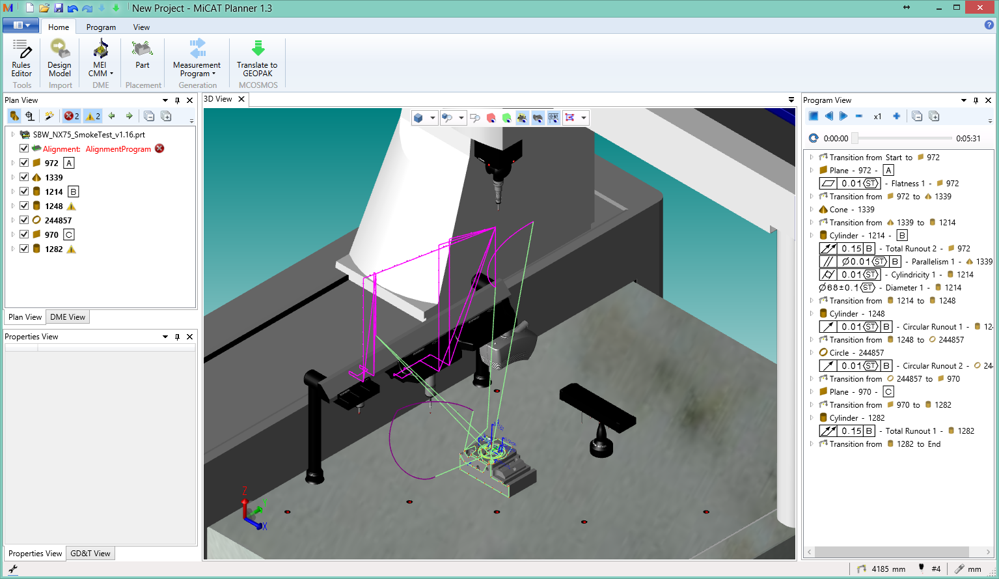 New Project - MiCAT Planner 1.3
Home Program View
Rules Editor
Tools
Design Model
Import
MEI CMM
DME
Part
Placement
Measurement Program
Generation
Translate to GEOPAK
MCOSMOS
Plan View
2 2
SBW_NX75_SmokeTest_v1.16.prt
Alignment: AlignmentProgram
972 A
1339
1214 B
1248
244857
970 C
1282
Plan View DME View
Properties View
Properties View GD&T View
3D View
Z
Y
X
Program View
x1
0:00:00 0:05:31
Transition from Start to 972
Plane - 972 - A
0.01 ST - Flatness 1 - 972
Transition from 972 to 1339
Cone - 1339
Transition from 1339 to 1214
Cylinder - 1214 - B
0.15 B - Total Runout 2 - 972
Ø0.01 ST B - Parallelism 1 - 1339
0.01 ST - Cylindricity 1 - 1214
Ø68±0.1 ST - Diameter 1 - 1214
Transition from 1214 to 1248
Cylinder - 1248
0.01 ST B - Circular Runout 1 - 124
Transition from 1248 to 244857
Circle - 244857
0.01 ST B - Circular Runout 2 - 244
Transition from 244857 to 970
Plane - 970 - C
Transition from 970 to 1282
Cylinder - 1282
0.15 B - Total Runout 1 - 1282
Transition from 1282 to End
4185 mm #4 mm